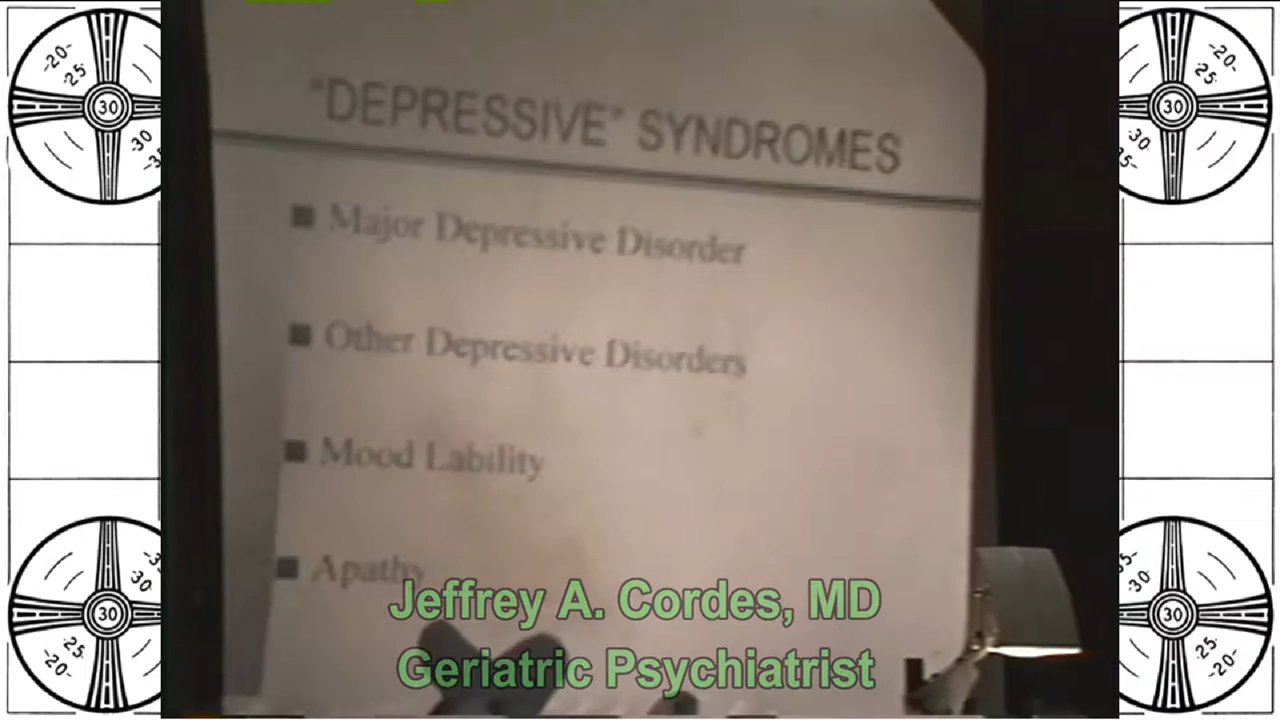 "DEPRESSIVE" SYNDROMES
■ Major Depressive Disorder
■ Other Depressive Disorders
■ Mood Lability
■ Apathy
Jeffrey A. Cordes, MD
Geriatric Psychiatrist
-20-
25
30
30
-20-
25
30
30
30
30
25
-20-
30
30
25
-20-